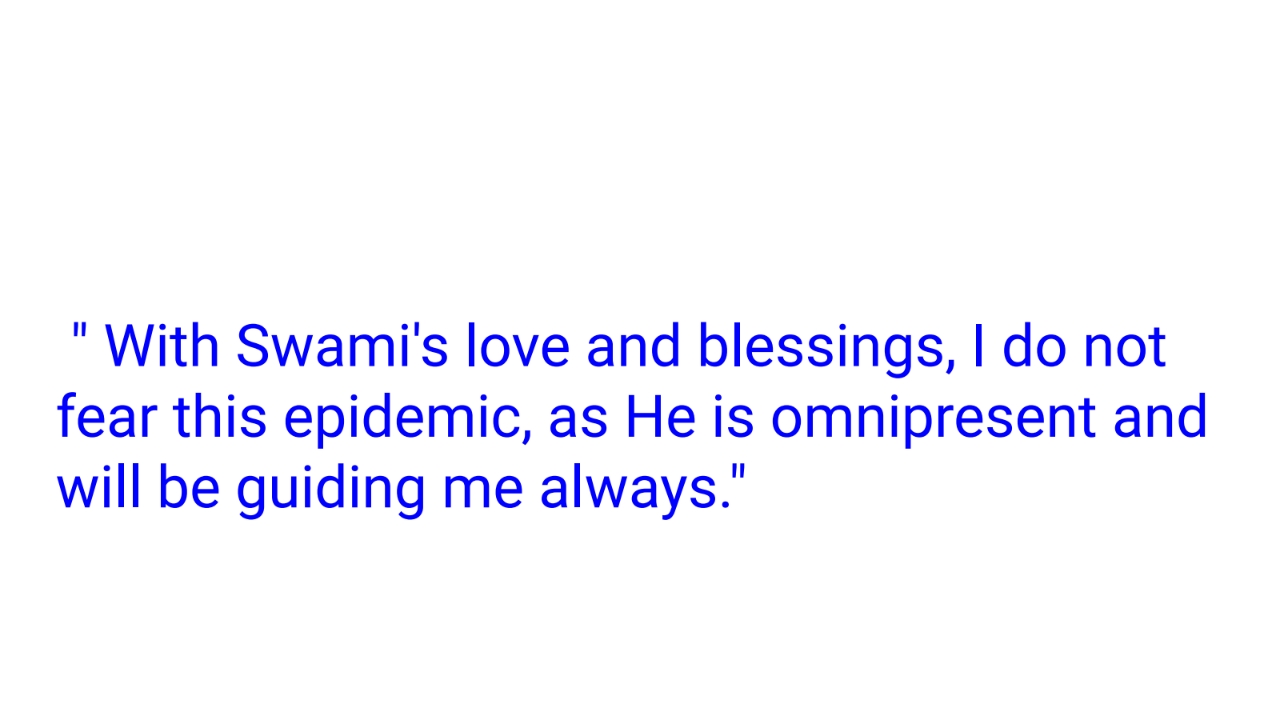 " With Swami's love and blessings, I do not
fear this epidemic, as He is omnipresent and
will be guiding me always."